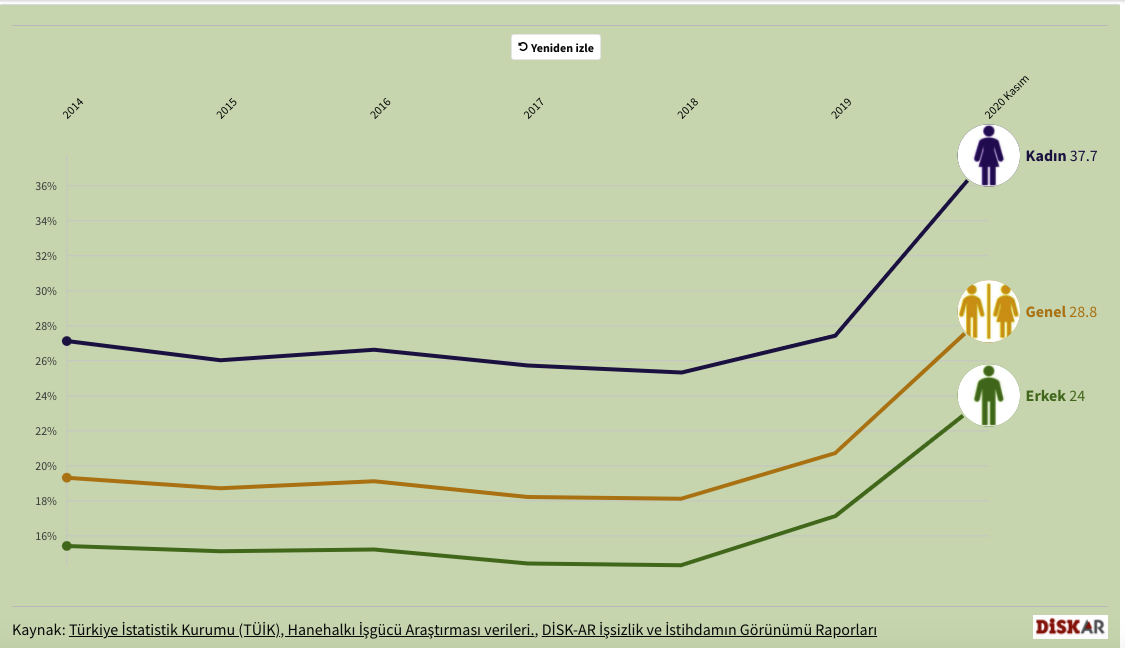 Yeniden izle
2014 2015 2016 2017 2018 2019 2020 Kasım
Kadın 37.7
36%
34%
32%
30%
Genel 28.8
28%
26%
Erkek 24
24%
22%
20%
18%
16%
Kaynak: Türkiye İstatistik Kurumu (TÜİK), Hanehalkı İşgücü Araştırması verileri., DİSK-AR İşsizlik ve İstihdamın Görünümü Raporları
DİSKAR